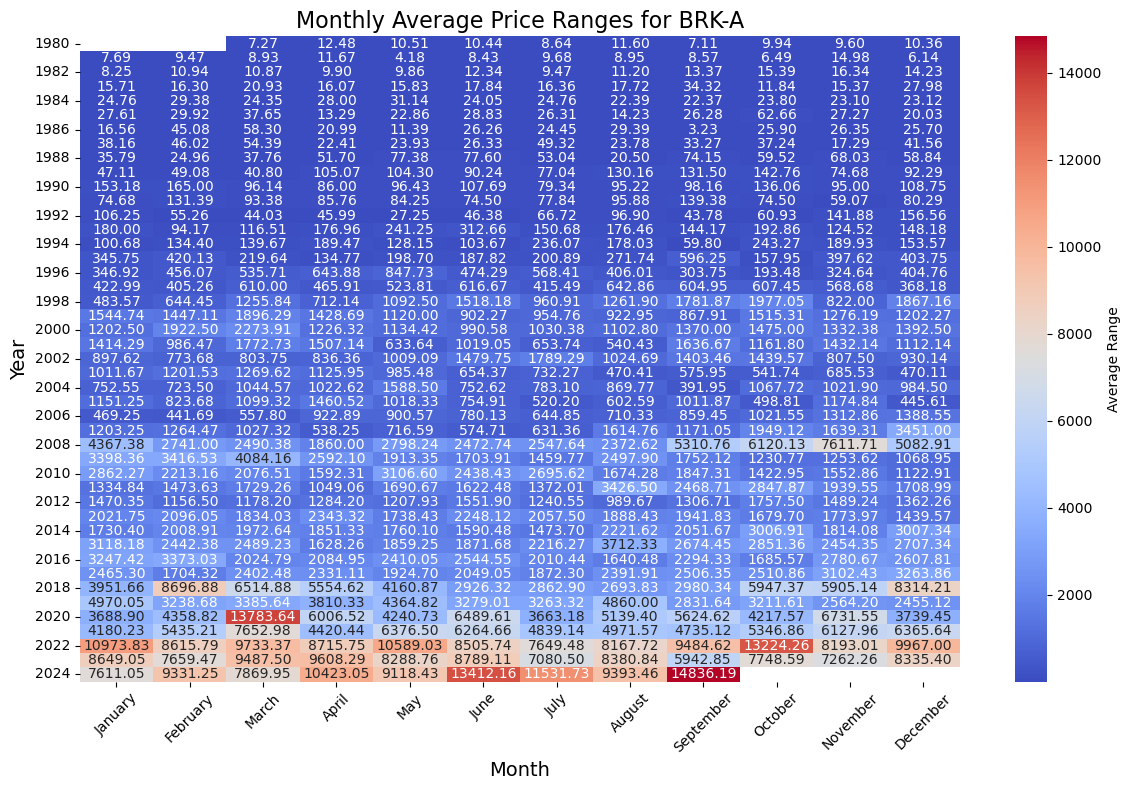 Monthly Average Price Ranges for BRK-A
1980 7.27 12.48 10.51 10.44 8.64 11.60 7.11 9.94 9.60 10.36
7.69 9.47 8.93 11.67 4.18 8.43 9.68 8.95 8.57 6.49 14.98 6.14
1982 8.25 10.94 10.87 9.90 9.86 12.34 9.47 11.20 13.37 15.39 16.34 14.23
15.71 16.30 20.93 16.07 15.83 17.84 16.36 17.72 34.32 11.84 15.37 27.98
1984 24.76 29.38 24.35 28.00 31.14 24.05 24.76 22.39 22.37 23.80 23.10 23.12
27.61 29.92 37.65 13.29 22.86 28.83 26.31 14.23 26.28 62.66 27.27 20.03
1986 16.56 45.08 58.30 20.99 11.39 26.26 24.45 29.39 3.23 25.90 26.35 25.70
38.16 46.02 54.39 22.41 23.93 26.33 49.32 23.78 33.27 37.24 17.29 41.56
1988 35.79 24.96 37.76 51.70 77.38 77.60 53.04 20.50 74.15 59.52 68.03 58.84
47.11 49.08 40.80 105.07 104.30 90.24 77.04 130.16 131.50 142.76 74.68 92.29
1990 153.18 165.00 96.14 86.00 96.43 107.69 79.34 95.22 98.16 136.06 95.00 108.75
74.68 131.39 93.38 85.76 84.25 74.50 77.84 95.88 139.38 74.50 59.07 80.29
1992 106.25 55.26 44.03 45.99 27.25 46.38 66.72 96.90 43.78 60.93 141.88 156.56
180.00 94.17 116.51 176.96 241.25 312.66 150.68 176.46 144.17 192.86 124.52 148.18
1994 100.68 134.40 139.67 189.47 128.15 103.67 236.07 178.03 59.80 243.27 189.93 153.57
345.75 420.13 219.64 134.77 198.70 187.82 200.89 271.74 596.25 157.95 397.62 403.75
1996 346.92 456.07 535.71 643.88 847.73 474.29 568.41 406.01 303.75 193.48 324.64 404.76
422.99 405.26 610.00 465.91 523.81 616.67 415.49 642.86 604.95 607.45 568.68 368.18
1998 483.57 644.45 1255.84 712.14 1092.50 1518.18 960.91 1261.90 1781.87 1977.05 822.00 1867.16
1544.74 1447.11 1896.29 1428.69 1120.00 902.27 954.76 922.95 867.91 1515.31 1276.19 1202.27
2000 1202.50 1922.50 2273.91 1226.32 1134.42 990.58 1030.38 1102.80 1370.00 1475.00 1332.38 1392.50
1414.29 986.47 1772.73 1507.14 633.64 1019.05 653.74 540.43 1636.67 1161.80 1432.14 1112.14
2002 897.62 773.68 803.75 836.36 1009.09 1479.75 1789.29 1024.69 1403.46 1439.57 807.50 930.14
1011.67 1201.53 1269.62 1125.95 985.48 654.37 732.27 470.41 575.95 541.74 685.53 470.11
2004 752.55 723.50 1044.57 1022.62 1588.50 752.62 783.10 869.77 391.95 1067.72 1021.90 984.50
1151.25 823.68 1099.32 1460.52 1018.33 754.91 520.20 602.59 1011.87 498.81 1174.84 445.61
2006 469.25 441.69 557.80 922.89 900.57 780.13 644.85 710.33 859.45 1021.55 1312.86 1388.55
1203.25 1264.47 1027.32 538.25 716.59 574.71 631.36 1614.76 1171.05 1949.12 1639.31 3451.00
2008 4367.38 2741.00 2490.38 1860.00 2798.24 2472.74 2547.64 2372.62 5310.76 6120.13 7611.71 5082.91
3398.36 3416.53 4084.16 2592.10 1913.35 1703.91 1459.77 2497.90 1752.12 1230.77 1253.62 1068.95
2010 2862.27 2213.16 2076.51 1592.31 3106.60 2438.43 2695.62 1674.28 1847.31 1422.95 1552.86 1122.91
1334.84 1473.63 1729.26 1049.06 1690.67 1622.48 1372.01 3426.50 2468.71 2847.87 1939.55 1708.99
2012 1470.35 1156.50 1178.20 1284.20 1207.93 1551.90 1240.55 989.67 1306.71 1757.50 1489.24 1362.26
2021.75 2096.05 1834.03 2343.32 1738.43 2248.12 2057.50 1888.43 1941.83 1679.70 1773.97 1439.57
2014 1730.40 2008.91 1972.64 1851.33 1760.10 1590.48 1473.70 2221.62 2051.67 3006.91 1814.08 3007.34
3118.18 2442.38 2489.23 1628.26 1859.25 1871.68 2216.27 3712.33 2674.45 2851.36 2454.35 2707.34
2016 3247.42 3373.03 2024.79 2084.95 2410.05 2544.55 2010.44 1640.48 2294.33 1685.57 2780.67 2607.81
2465.30 1704.32 2402.48 2331.11 1924.70 2049.05 1872.30 2391.91 2506.35 2510.86 3102.43 3263.86
2018 3951.66 8696.88 6514.88 5554.62 4160.87 2926.32 2862.90 2693.83 2980.34 5947.37 5905.14 8314.21
4970.05 3238.68 3385.64 3810.33 4364.82 3279.01 3263.32 4860.00 2831.64 3211.61 2564.20 2455.12
2020 3688.90 4358.82 13783.64 6006.52 4240.73 6489.61 3663.18 5139.40 5624.62 4217.57 6731.55 3739.45
4180.23 5435.21 7652.98 4420.44 6376.50 6264.66 4839.14 4971.57 4735.12 5346.86 6127.96 6365.64
2022 10973.83 8615.79 9733.37 8715.75 10589.03 8505.74 7649.48 8167.72 9484.62 13224.26 8193.01 9967.00
8649.05 7659.47 9487.50 9608.29 8288.76 7789.11 7080.50 8380.84 5942.85 7748.59 7262.26 8335.40
2024 7611.05 9331.25 7869.95 10423.05 9118.43 13412.16 11531.73 9393.46 14836.19
January February March April May June July August September October November December
Month
Year
14000
12000
10000
8000
6000
4000
2000
Average Range